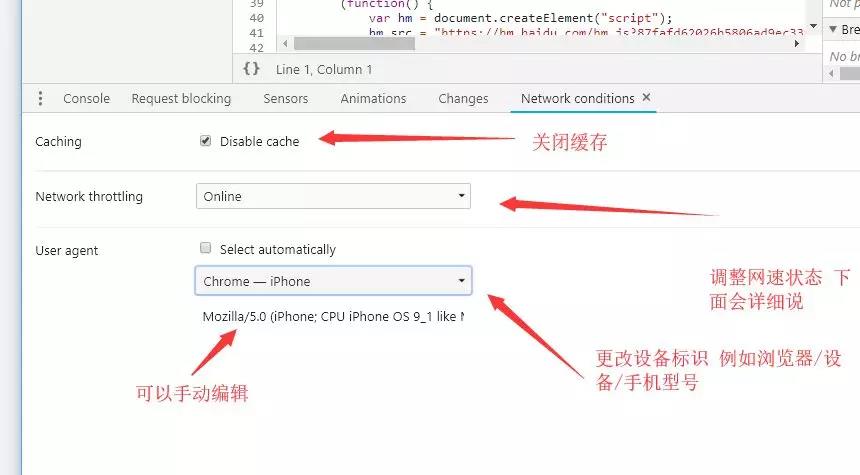 39 (function() {
40 var hm = document.createElement("script");
41 hm.src = "https://hm.baidu.com/hm.js?87fafd62026b5806ad9ec33
42
Not p
Bre
No br
{} Line 1, Column 1
Console Request blocking Sensors Animations Changes Network conditions ×
Caching Disable cache 关闭缓存
Network throttling Online
User agent Select automatically
Chrome — iPhone
调整网速状态 下
面会详细说
Mozilla/5.0 (iPhone; CPU iPhone OS 9_1 like
更改设备标识 例如浏览器/设
备/手机型号
可以手动编辑